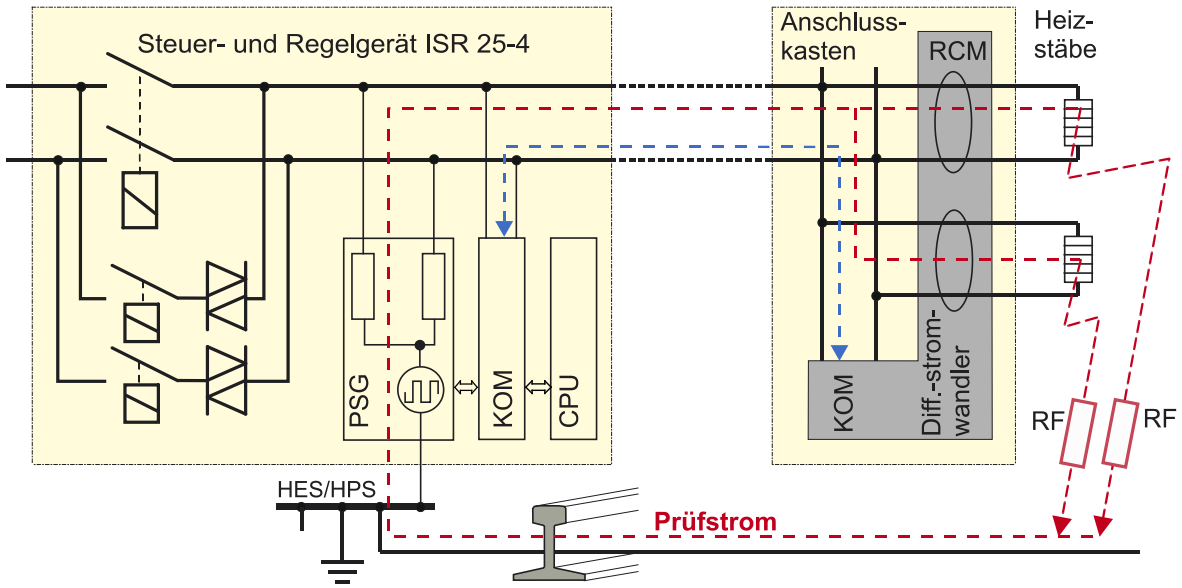 Steuer- und Regelgerät ISR 25-4
Anschluss-
kasten
RCM
Heiz-
stäbe
PSG
KOM
CPU
KOM
Diff.-strom-
wandler
RF
RF
HES/HPS
Prüfstrom